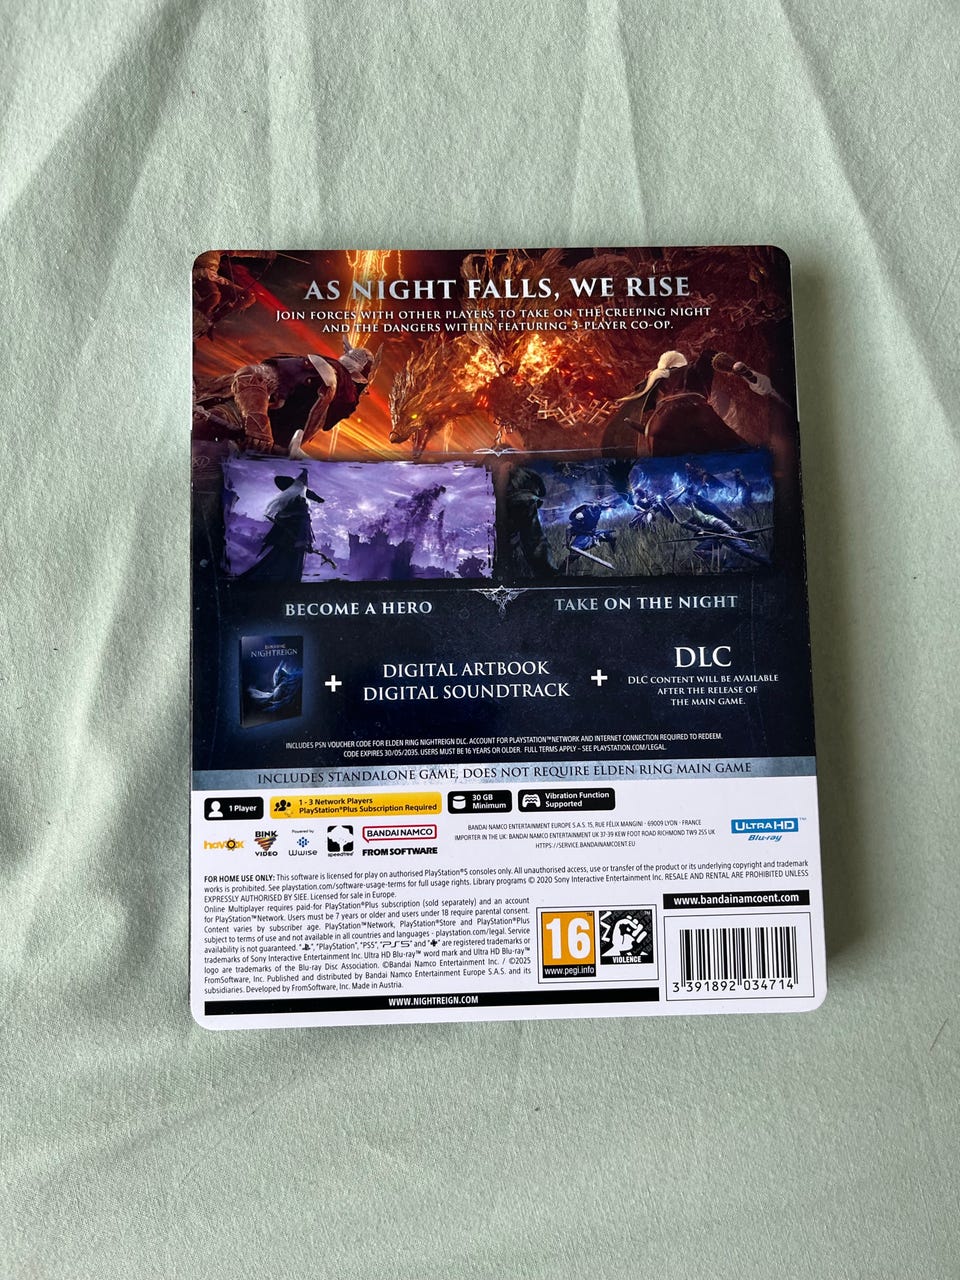 AS NIGHT FALLS, WE RISE
JOIN FORCES WITH OTHER PLAYERS TO TAKE ON THE CREEPING NIGHT
AND THE DANGERS WITHIN FEATURING 3-PLAYER CO-OP.
BECOME A HERO
TAKE ON THE NIGHT
ELDEN RING
NIGHTREIGN
+
DIGITAL ARTBOOK
DIGITAL SOUNDTRACK
+
DLC
DLC CONTENT WILL BE AVAILABLE
AFTER THE RELEASE OF
THE MAIN GAME.
INCLUDES PSN VOUCHER CODE FOR ELDEN RING NIGHTREIGN DLC. ACCOUNT FOR PLAYSTATION™NETWORK AND INTERNET CONNECTION REQUIRED TO REDEEM.
CODE EXPIRES 30/05/2035. USERS MUST BE 16 YEARS OR OLDER. FULL TERMS APPLY – SEE PLAYSTATION.COM/LEGAL.
INCLUDES STANDALONE GAME, DOES NOT REQUIRE ELDEN RING MAIN GAME
1 Player
1 - 3 Network Players
PlayStation®Plus Subscription Required
30 GB
Minimum
Vibration Function
Supported
havok
BINK
VIDEO
Powered by
Wwise
speedtree
BANDAI NAMCO
FROMSOFTWARE
BANDAI NAMCO ENTERTAINMENT EUROPE S.A.S. 15, RUE FÉLIX MANGINI - 69009 LYON - FRANCE
IMPORTER IN THE UK: BANDAI NAMCO ENTERTAINMENT UK 37-39 KEW FOOT ROAD RICHMOND TW9 2SS UK
HTTPS://SERVICE.BANDAINAMCOENT.EU
ULTRA HD™
Blu-ray
FOR HOME USE ONLY: This software is licensed for play on authorised PlayStation®5 consoles only. All unauthorised access, use or transfer of the product or its underlying copyright and trademark
works is prohibited. See playstation.com/software-usage-terms for full usage rights. Library programs © 2020 Sony Interactive Entertainment Inc. RESALE AND RENTAL ARE PROHIBITED UNLESS
EXPRESSLY AUTHORISED BY SIEE. Licensed for sale in Europe.
Online Multiplayer requires paid-for PlayStation®Plus subscription (sold separately) and an account
for PlayStation™Network. Users must be 7 years or older and users under 18 require parental consent.
Content varies by subscriber age. PlayStation™Network, PlayStation®Store and PlayStation®Plus
subject to terms of use and not available in all countries and languages - playstation.com/legal. Service
availability is not guaranteed. "", "PlayStation", "PS5", "PS5" and "" are registered trademarks or
trademarks of Sony Interactive Entertainment Inc. Ultra HD Blu-ray™ word mark and Ultra HD Blu-ray™
logo are trademarks of the Blu-ray Disc Association. ©Bandai Namco Entertainment Inc. / ©2025
FromSoftware, Inc. Published and distributed by Bandai Namco Entertainment Europe S.A.S. and its
subsidiaries. Developed by FromSoftware, Inc. Made in Austria.
WWW.NIGHTREIGN.COM
16
www.pegi.info
VIOLENCE
www.bandainamcoent.com
3 391892 034714